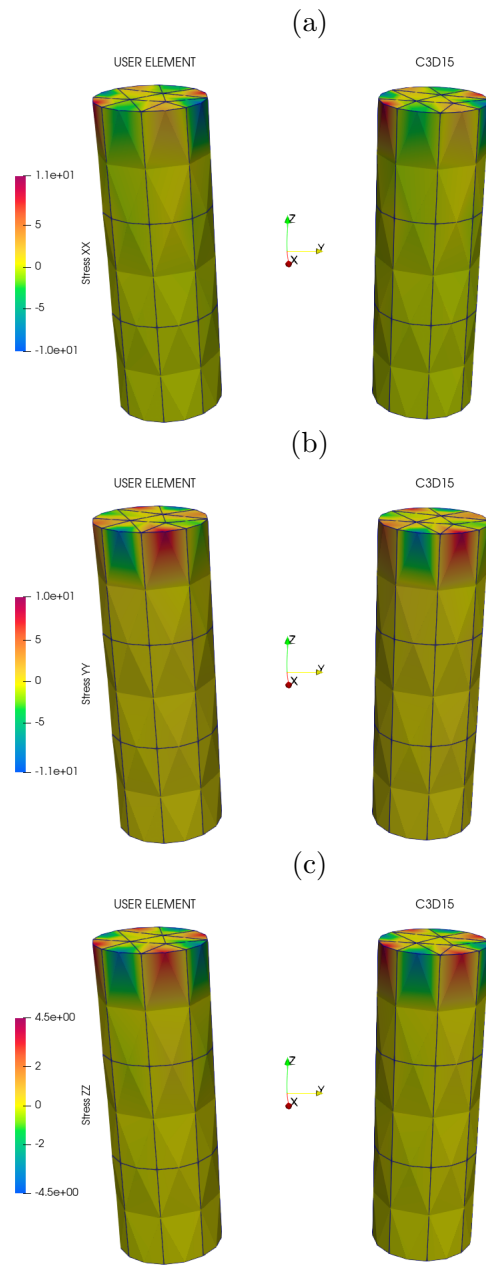 (a)
USER ELEMENT
C3D15
1.1e+01
5
0
-5
-1.0e+01
Stress XX
Z
Y
X
(b)
USER ELEMENT
C3D15
1.0e+01
5
0
-5
-1.1e+01
Stress YY
Z
Y
X
(c)
USER ELEMENT
C3D15
4.5e+00
2
0
-2
-4.5e+00
Stress ZZ
Z
Y
X